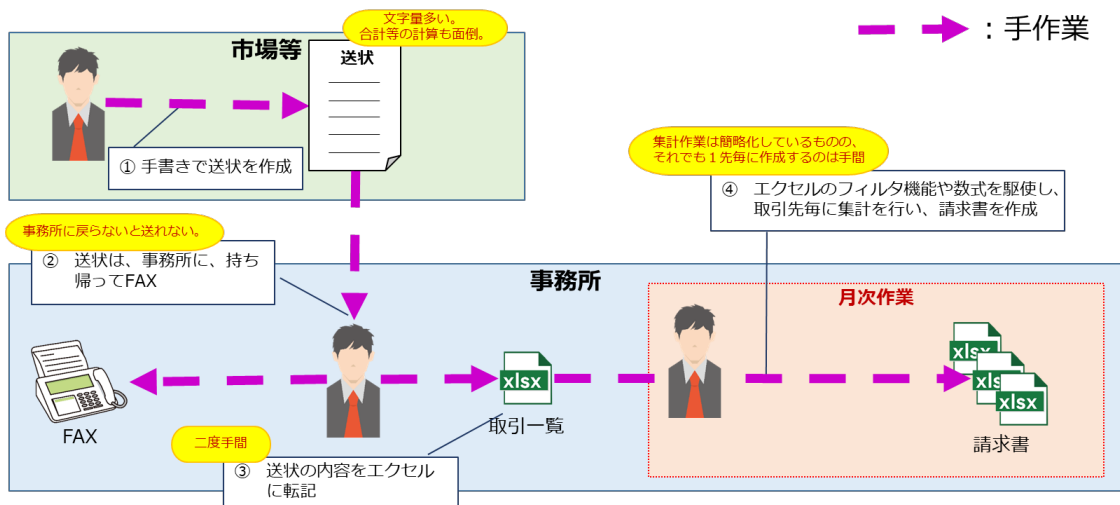 文字量多い。
合計等の計算も面倒。
：手作業
市場等
送状
① 手書きで送状を作成
集計作業は簡略化しているものの、
それでも１先毎に作成するのは手間
④ エクセルのフィルタ機能や数式を駆使し、
取引先毎に集計を行い、請求書を作成
事務所に戻らないと送れない。
② 送状は、事務所に、持ち
帰ってFAX
事務所
月次作業
xlsx
xlsx
xlsx
xlsx
FAX
取引一覧
請求書
二度手間
③ 送状の内容をエクセル
に転記